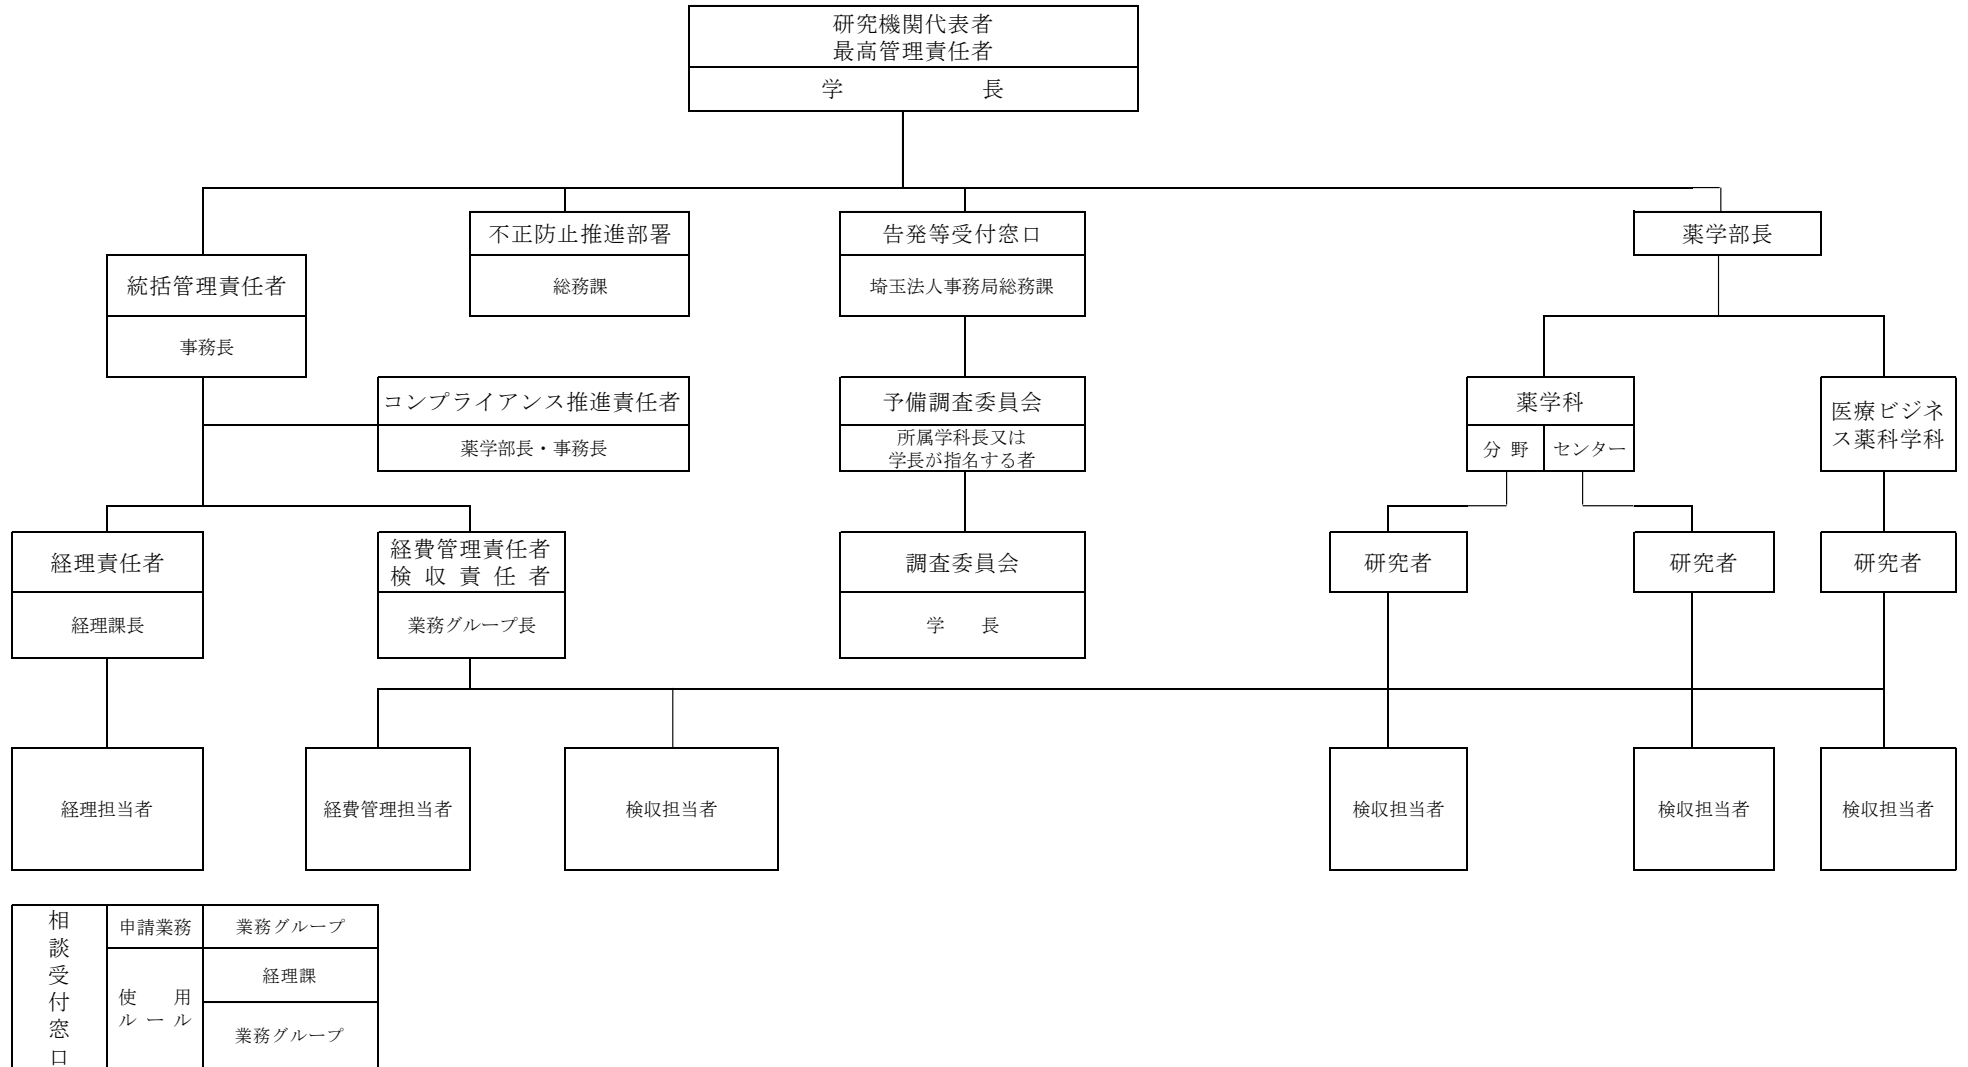 研究機関代表者
最高管理責任者
学 長
不正防止推進部署
総務課
告発等受付窓口
埼玉法人事務局総務課
薬学部長
統括管理責任者
事務長
コンプライアンス推進責任者
薬学部長・事務長
予備調査委員会
所属学科長又は
学長が指名する者
薬学科
分 野
センター
医療ビジネ
ス薬科学科
経理責任者
経理課長
経費管理責任者
検 収 責 任 者
業務グループ長
調査委員会
学 長
研究者
研究者
研究者
経理担当者
経費管理担当者
検収担当者
検収担当者
検収担当者
検収担当者
相談受付窓口
申請業務
業務グループ
使 用
ル ー ル
経理課
業務グループ